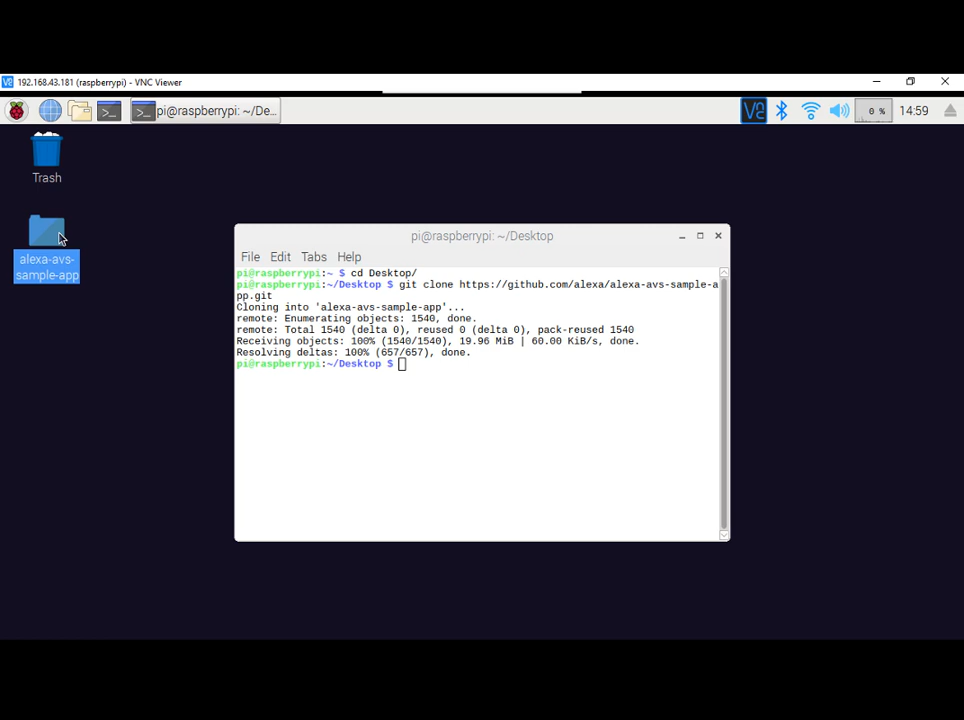 192.168.43.181 (raspberrypi) - VNC Viewer
pi@raspberrypi: ~/De...
0 %
14:59
Trash
alexa-avs-
sample-app
pi@raspberrypi: ~/Desktop
File Edit Tabs Help
pi@raspberrypi:~ $ cd Desktop/
pi@raspberrypi:~/Desktop $ git clone https://github.com/alexa/alexa-avs-sample-a
pp.git
Cloning into 'alexa-avs-sample-app'...
remote: Enumerating objects: 1540, done.
remote: Total 1540 (delta 0), reused 0 (delta 0), pack-reused 1540
Receiving objects: 100% (1540/1540), 19.96 MiB | 60.00 KiB/s, done.
Resolving deltas: 100% (657/657), done.
pi@raspberrypi:~/Desktop $